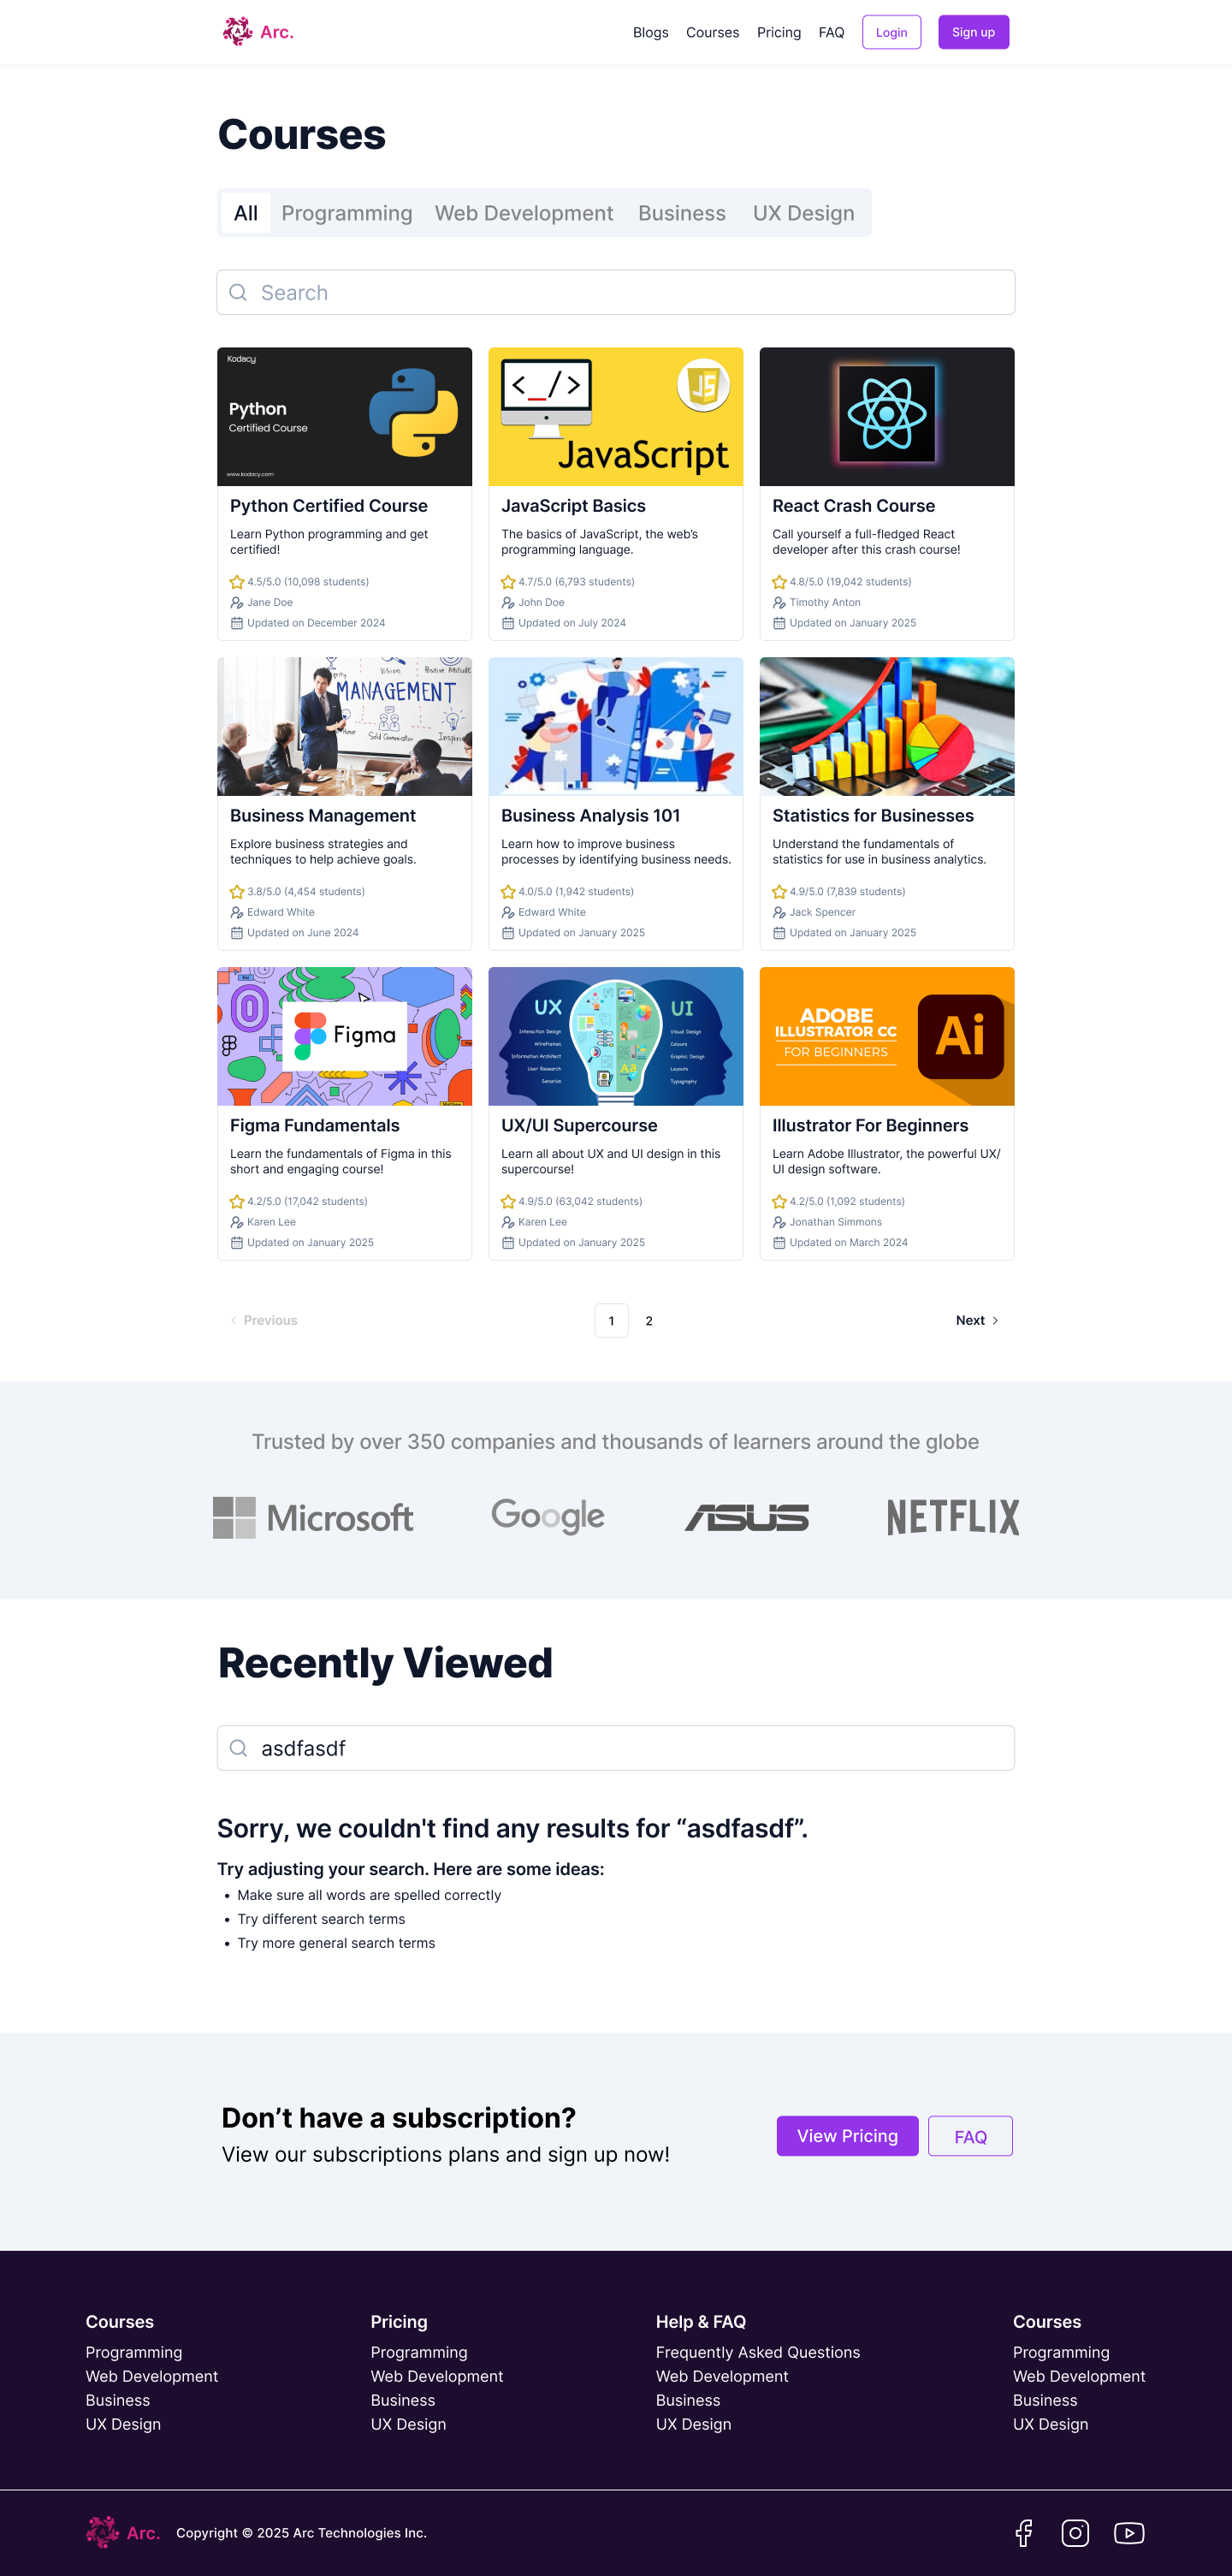 Arc.
Blogs Courses Pricing FAQ Login Sign up
Courses
All Programming Web Development Business UX Design
Search
Kodacy
Python
Certified Course
www.kodacy.com
< _ / >
JS
JavaScript
Python Certified Course
Learn Python programming and get
certified!
4.5/5.0 (10,098 students)
Jane Doe
Updated on December 2024
JavaScript Basics
The basics of JavaScript, the web’s
programming language.
4.7/5.0 (6,793 students)
John Doe
Updated on July 2024
React Crash Course
Call yourself a full-fledged React
developer after this crash course!
4.8/5.0 (19,042 students)
Timothy Anton
Updated on January 2025
Vision
Positive Attitude
MANAGEMENT
Business Management
Explore business strategies and
techniques to help achieve goals.
3.8/5.0 (4,454 students)
Edward White
Updated on June 2024
Business Analysis 101
Learn how to improve business
processes by identifying business needs.
4.0/5.0 (1,942 students)
Edward White
Updated on January 2025
Statistics for Businesses
Understand the fundamentals of
statistics for use in business analytics.
4.9/5.0 (7,839 students)
Jack Spencer
Updated on January 2025
Figma
Figma Fundamentals
Learn the fundamentals of Figma in this
short and engaging course!
4.2/5.0 (17,042 students)
Karen Lee
Updated on January 2025
UX
Interaction Design
Wireframes
Information Architect
User Research
Senarios
Aa
UI
Visual Design
Colours
Graphic Design
Layouts
Typography
UX/UI Supercourse
Learn all about UX and UI design in this
supercourse!
4.9/5.0 (63,042 students)
Karen Lee
Updated on January 2025
ADOBE
ILLUSTRATOR CC
FOR BEGINNERS
Ai
Illustrator For Beginners
Learn Adobe Illustrator, the powerful UX/
UI design software.
4.2/5.0 (1,092 students)
Jonathan Simmons
Updated on March 2024
Previous 1 2 Next
Trusted by over 350 companies and thousands of learners around the globe
Microsoft Google ASUS NETFLIX
Recently Viewed
asdfasdf
Sorry, we couldn't find any results for “asdfasdf”.
Try adjusting your search. Here are some ideas:
• Make sure all words are spelled correctly
• Try different search terms
• Try more general search terms
Don’t have a subscription?
View our subscriptions plans and sign up now!
View Pricing FAQ
Courses
Programming
Web Development
Business
UX Design
Pricing
Programming
Web Development
Business
UX Design
Help & FAQ
Frequently Asked Questions
Web Development
Business
UX Design
Courses
Programming
Web Development
Business
UX Design
Arc. Copyright © 2025 Arc Technologies Inc.